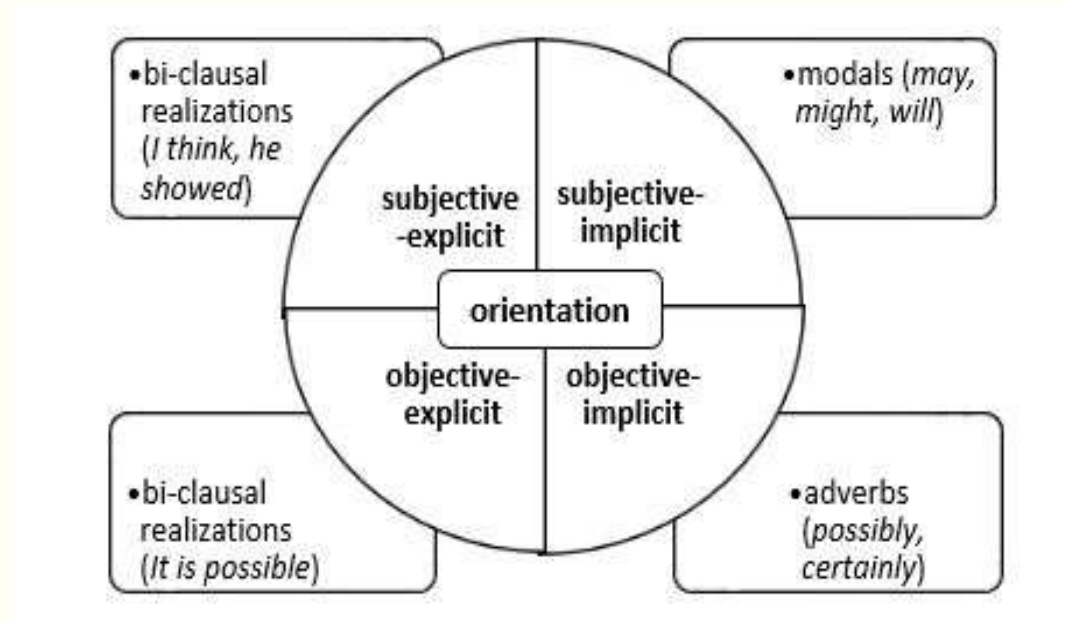 •bi-clausal
realizations
(I think, he
showed)
•modals (may,
might, will)
subjective
-explicit
subjective-
implicit
orientation
objective-
explicit
objective-
implicit
•bi-clausal
realizations
(It is possible)
•adverbs
(possibly,
certainly)